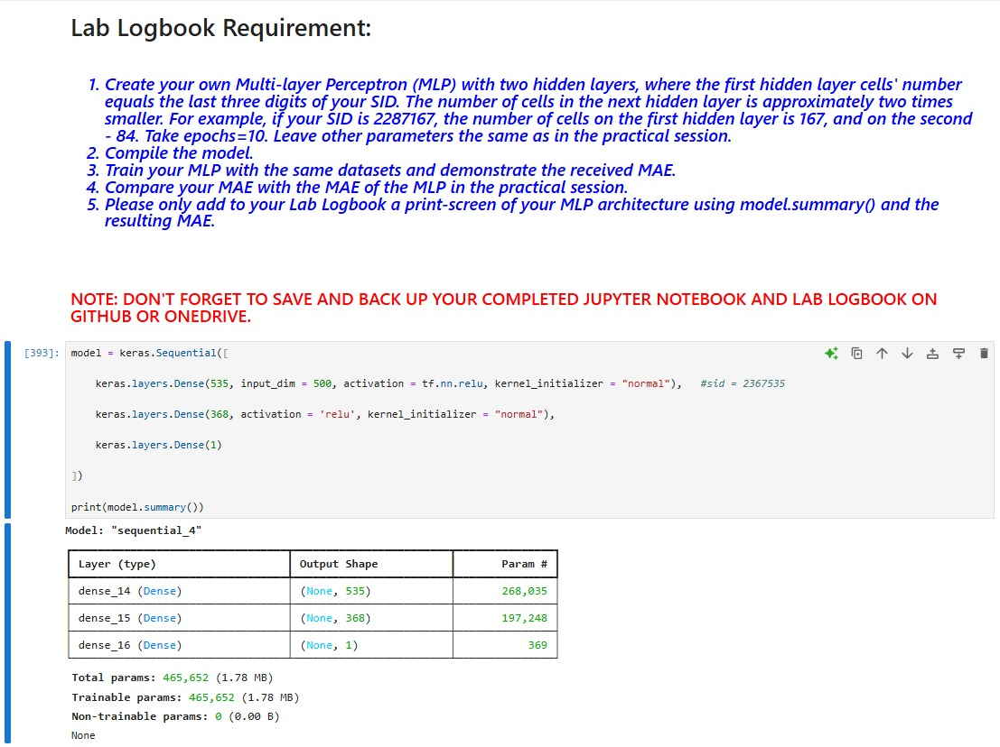 Lab Logbook Requirement:
1. Create your own Multi-layer Perceptron (MLP) with two hidden layers, where the first hidden layer cells' number
equals the last three digits of your SID. The number of cells in the next hidden layer is approximately two times
smaller. For example, if your SID is 2287167, the number of cells on the first hidden layer is 167, and on the second
- 84. Take epochs=10. Leave other parameters the same as in the practical session.
2. Compile the model.
3. Train your MLP with the same datasets and demonstrate the received MAE.
4. Compare your MAE with the MAE of the MLP in the practical session.
5. Please only add to your Lab Logbook a print-screen of your MLP architecture using model.summary() and the
resulting MAE.
NOTE: DON'T FORGET TO SAVE AND BACK UP YOUR COMPLETED JUPYTER NOTEBOOK AND LAB LOGBOOK ON
GITHUB OR ONEDRIVE.
[393]: model = keras.Sequential([
keras.layers.Dense(535, input_dim = 500, activation = tf.nn.relu, kernel_initializer = "normal"),   #sid = 2367535
keras.layers.Dense(368, activation = 'relu', kernel_initializer = "normal"),
keras.layers.Dense(1)
])
print(model.summary())
Model: "sequential_4"
Layer (type) Output Shape Param #
dense_14 (Dense) (None, 535) 268,035
dense_15 (Dense) (None, 368) 197,248
dense_16 (Dense) (None, 1) 369
Total params: 465,652 (1.78 MB)
Trainable params: 465,652 (1.78 MB)
Non-trainable params: 0 (0.00 B)
None